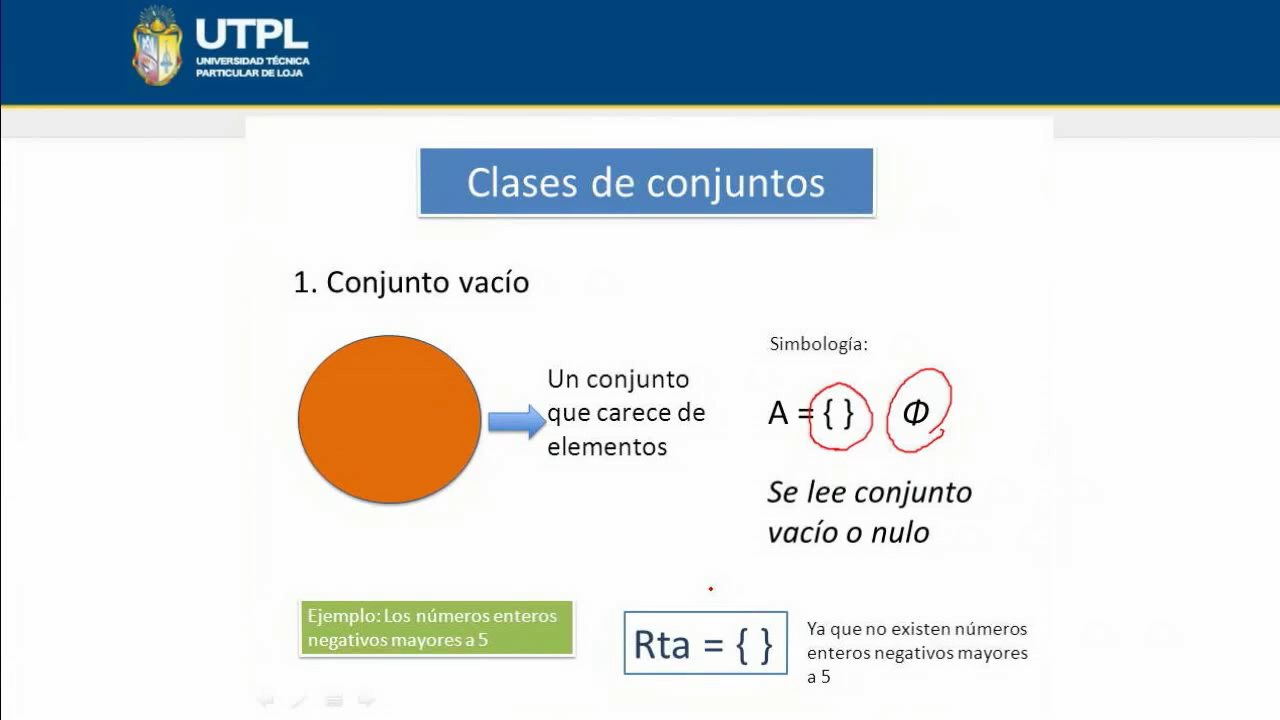 UTPL
UNIVERSIDAD TÉCNICA
PARTICULAR DE LOJA
Clases de conjuntos
1. Conjunto vacío
Un conjunto
que carece de
elementos
Simbología:
A = { } Φ
Se lee conjunto
vacío o nulo
Ejemplo: Los números enteros
negativos mayores a 5
Rta = { }
Ya que no existen números
enteros negativos mayores
a 5